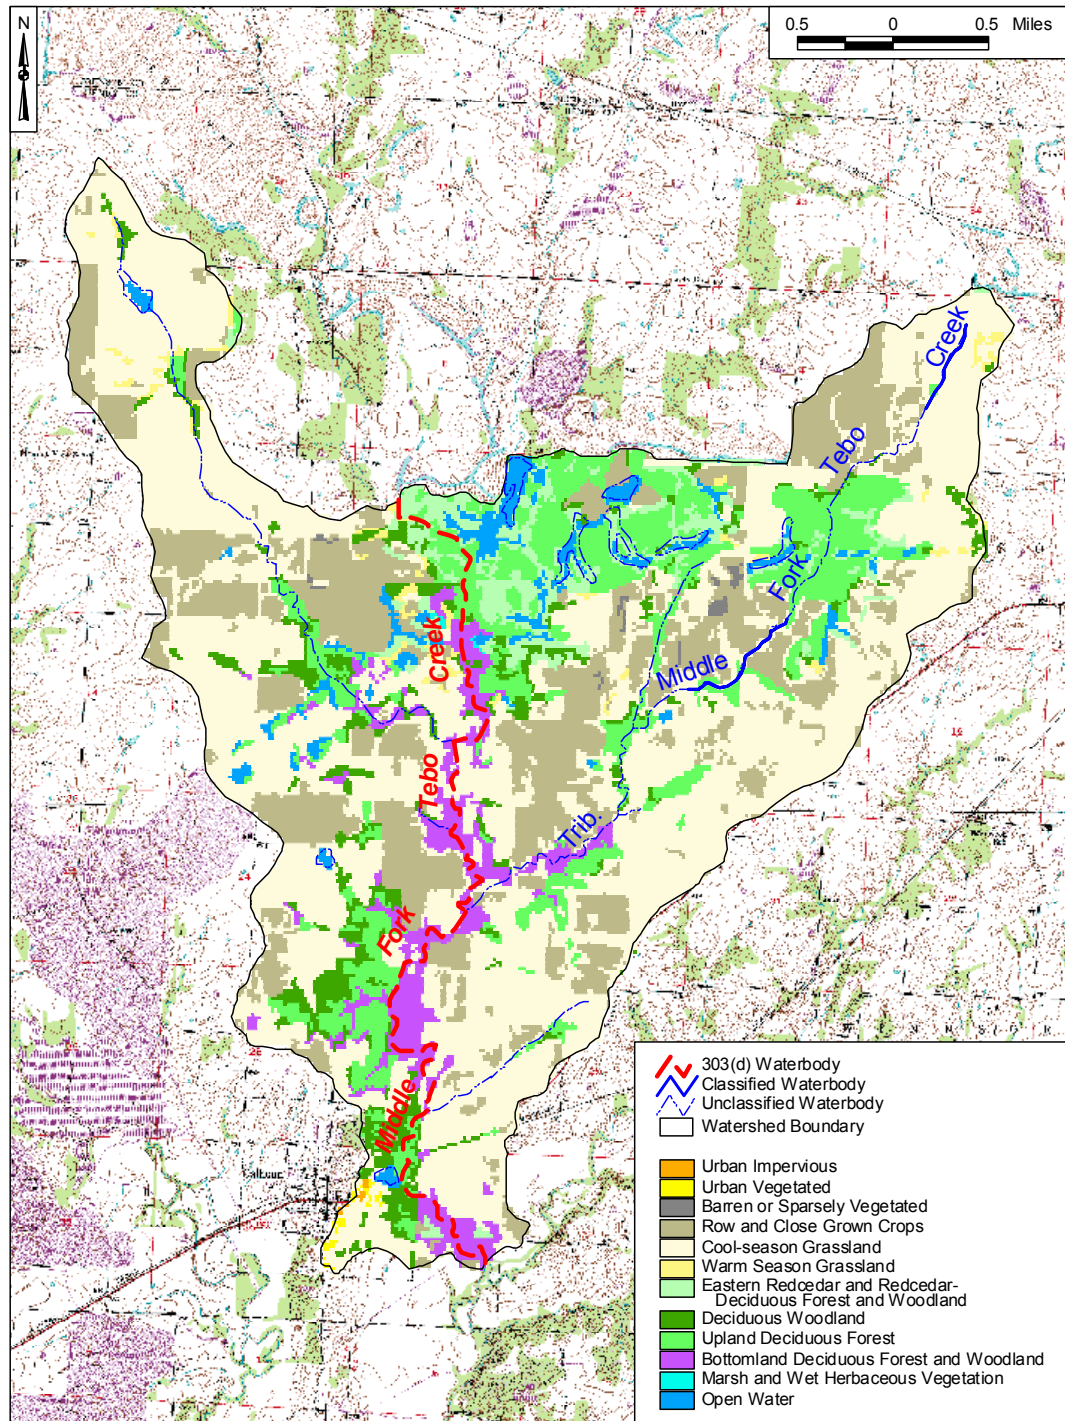 N
0.5 0 0.5 Miles
Creek
Tebo
Fork
Middle
Trib.
Creek
Tebo
Fork
Middle
303(d) Waterbody
Classified Waterbody
Unclassified Waterbody
Watershed Boundary
Urban Impervious
Urban Vegetated
Barren or Sparsely Vegetated
Row and Close Grown Crops
Cool-season Grassland
Warm Season Grassland
Eastern Redcedar and Redcedar-
Deciduous Forest and Woodland
Deciduous Woodland
Upland Deciduous Forest
Bottomland Deciduous Forest and Woodland
Marsh and Wet Herbaceous Vegetation
Open Water